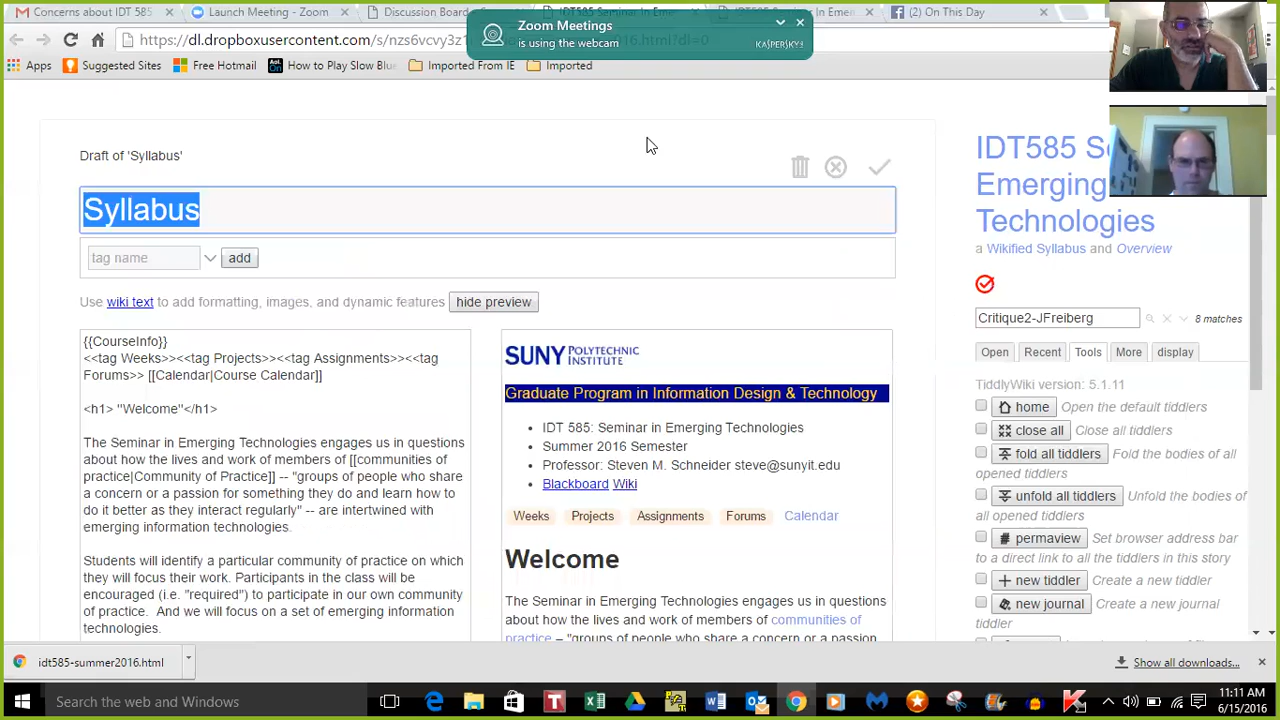 Concerns about IDT 585
Launch Meeting - Zoom
Discussion Board
IDT585 Seminar In Eme
IDT585 Seminar In Emer
(2) On This Day
Zoom Meetings
is using the webcam
KASPERSKY
https://dl.dropboxusercontent.com/s/nzs6vcvy3z1
016.html?dl=0
Apps
Suggested Sites
Free Hotmail
How to Play Slow Blue
Imported From IE
Imported
Draft of 'Syllabus'
Syllabus
tag name
add
Use wiki text to add formatting, images, and dynamic features
hide preview
{{CourseInfo}}
<<tag Weeks>><<tag Projects>><<tag Assignments>><<tag
Forums>> [[Calendar|Course Calendar]]
<h1> ''Welcome''</h1>
The Seminar in Emerging Technologies engages us in questions
about how the lives and work of members of [[communities of
practice|Community of Practice]] -- "groups of people who share
a concern or a passion for something they do and learn how to
do it better as they interact regularly" -- are intertwined with
emerging information technologies.
Students will identify a particular community of practice on which
they will focus their work. Participants in the class will be
encouraged (i.e. "required") to participate in our own community
of practice. And we will focus on a set of emerging information
technologies.
SUNY POLYTECHNIC
INSTITUTE
Graduate Program in Information Design & Technology
• IDT 585: Seminar in Emerging Technologies
• Summer 2016 Semester
• Professor: Steven M. Schneider steve@sunyit.edu
• Blackboard Wiki
Weeks Projects Assignments Forums Calendar
Welcome
The Seminar in Emerging Technologies engages us in questions
about how the lives and work of members of communities of
practice – "groups of people who share a concern or a passion
IDT585 S
Emerging
Technologies
a Wikified Syllabus and Overview
Critique2-JFreiberg
8 matches
Open Recent Tools More display
TiddlyWiki version: 5.1.11
home Open the default tiddlers
close all Close all tiddlers
fold all tiddlers Fold the bodies of all
opened tiddlers
unfold all tiddlers Unfold the bodies of
all opened tiddlers
permaview Set browser address bar
to a direct link to all the tiddlers in this story
new tiddler Create a new tiddler
new journal Create a new journal
tiddler
idt585-summer2016.html
Show all downloads...
Search the web and Windows
11:11 AM
6/15/2016